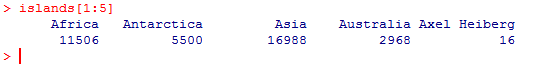 > islands[1:5]
Africa Antarctica Asia Australia Axel Heiberg
11506 5500 16988 2968 16
>